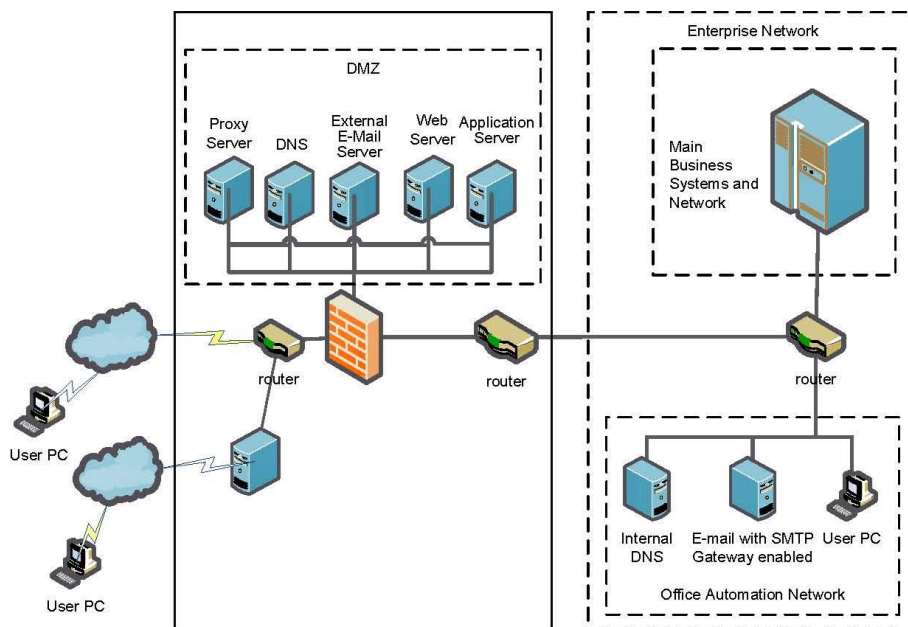 Enterprise Network
DMZ
Proxy
Server
DNS
External
E-Mail
Server
Web
Server
Application
Server
Main
Business
Systems and
Network
router
router
router
User PC
User PC
Internal
DNS
E-mail with SMTP
Gateway enabled
User PC
Office Automation Network